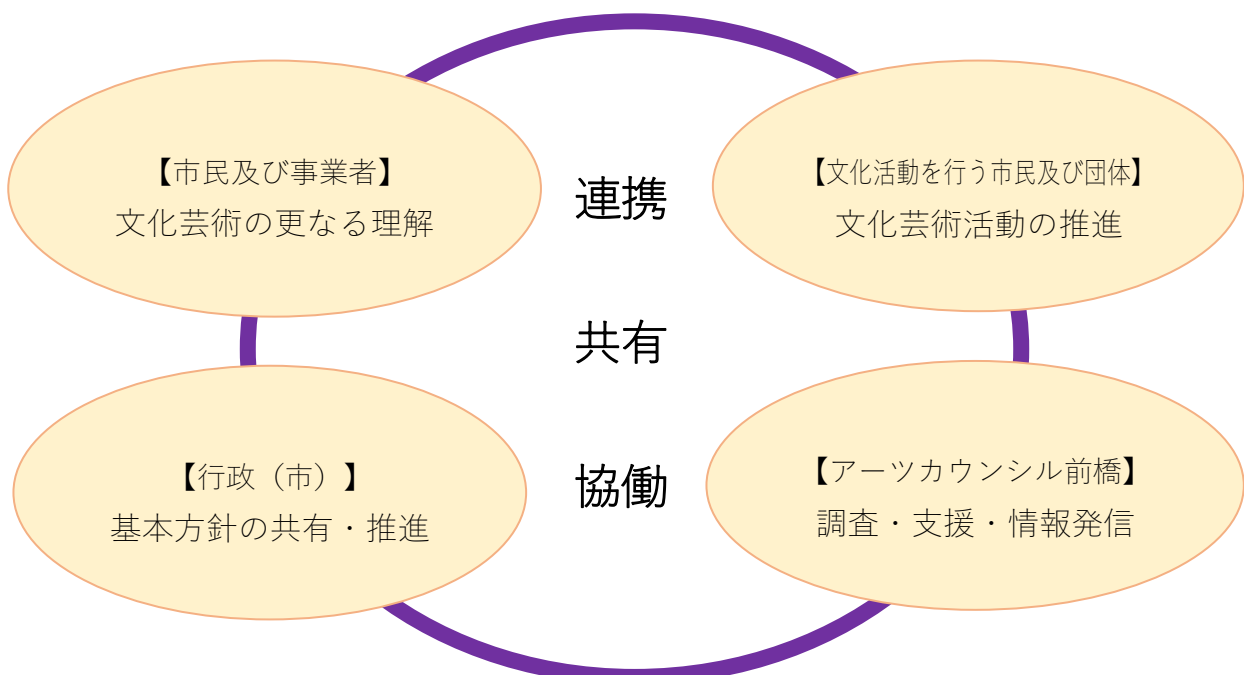 【市民及び事業者】
文化芸術の更なる理解
連携
【文化活動を行う市民及び団体】
文化芸術活動の推進
共有
【行政（市）】
基本方針の共有・推進
協働
【アーツカウンシル前橋】
調査・支援・情報発信